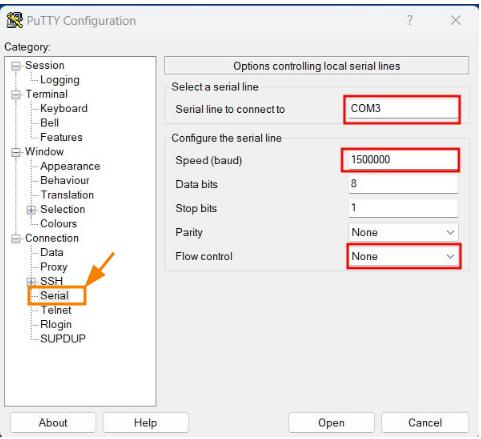 PuTTY Configuration
?
Category:
Session
Logging
Terminal
Keyboard
Bell
Features
Window
Appearance
Behaviour
Translation
Selection
Colours
Connection
Data
Proxy
SSH
Serial
Telnet
Rlogin
SUPDUP
Options controlling local serial lines
Select a serial line
Serial line to connect to COM3
Configure the serial line
Speed (baud) 1500000
Data bits 8
Stop bits 1
Parity None
Flow control None
About Help Open Cancel